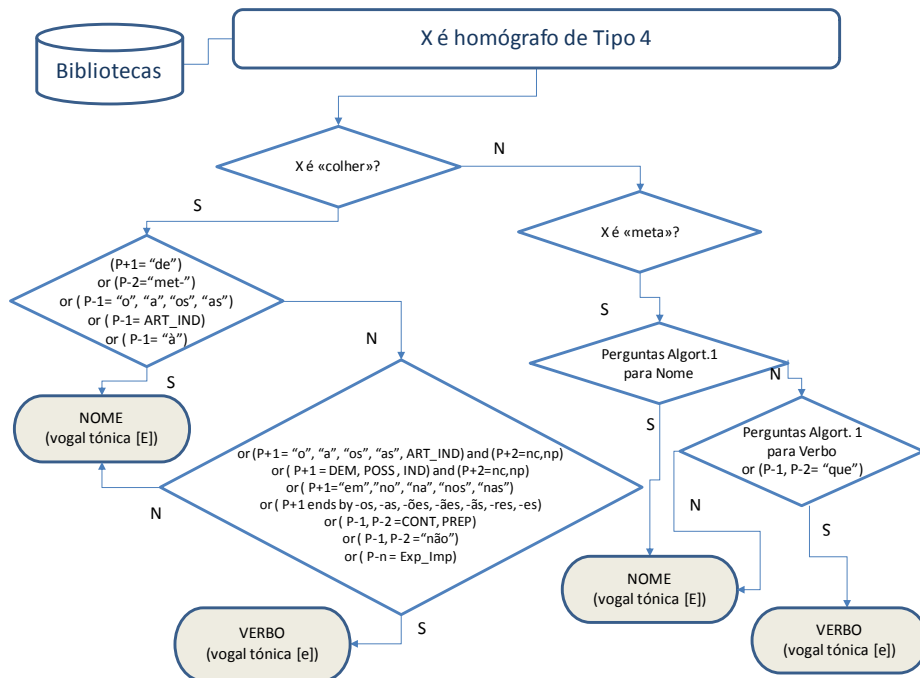 X é homógrafo de Tipo 4
Bibliotecas
X é «colher»?
N
S
X é «meta»?
(P+1= “de”)
or (P-2=“met-”)
or ( P-1= “o”, “a”, “os”, “as”)
or ( P-1= ART_IND)
or ( P-1= “à”)
N
S
S
Perguntas Algort.1
para Nome
N
NOME
(vogal tónica [E])
S
Perguntas Algort. 1
para Verbo
or (P-1, P-2= “que”)
or (P+1= “o”, “a”, “os”, “as”, ART_IND) and (P+2=nc,np)
or ( P+1 = DEM, POSS, IND) and (P+2=nc,np)
or ( P+1=“em”,”no”, “na”, “nos”, “nas”)
or ( P+1 ends by -os, -as, -ões, -ães, -ãs, -res, -es)
or ( P-1, P-2 =CONT, PREP)
or ( P-1, P-2 =“não”)
or ( P-n = Exp_Imp)
N
N
S
NOME
(vogal tónica [E])
S
VERBO
(vogal tónica [e])
VERBO
(vogal tónica [e])